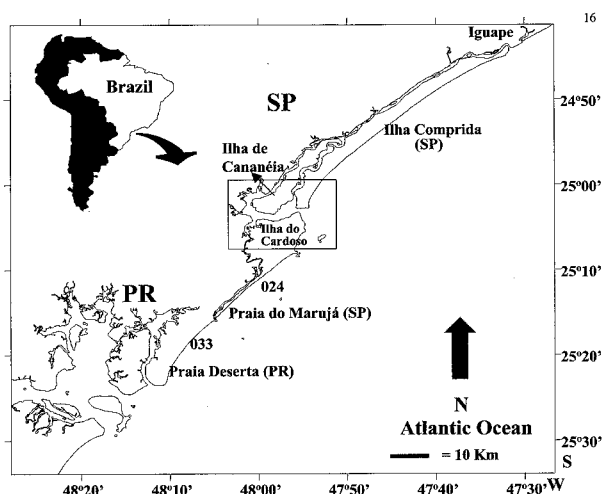 16
Iguape
Brazil
SP
24°50'
Ilha Comprida
(SP)
Ilha de
Cananéia
25°00'
Ilha do
Cardoso
25°10'
024
PR
Praia do Marujá (SP)
033
25°20'
Praia Deserta (PR)
N
Atlantic Ocean
= 10 Km
25°30'
S
48°20' 48°10' 48°00' 47°50' 47°40' 47°30' W